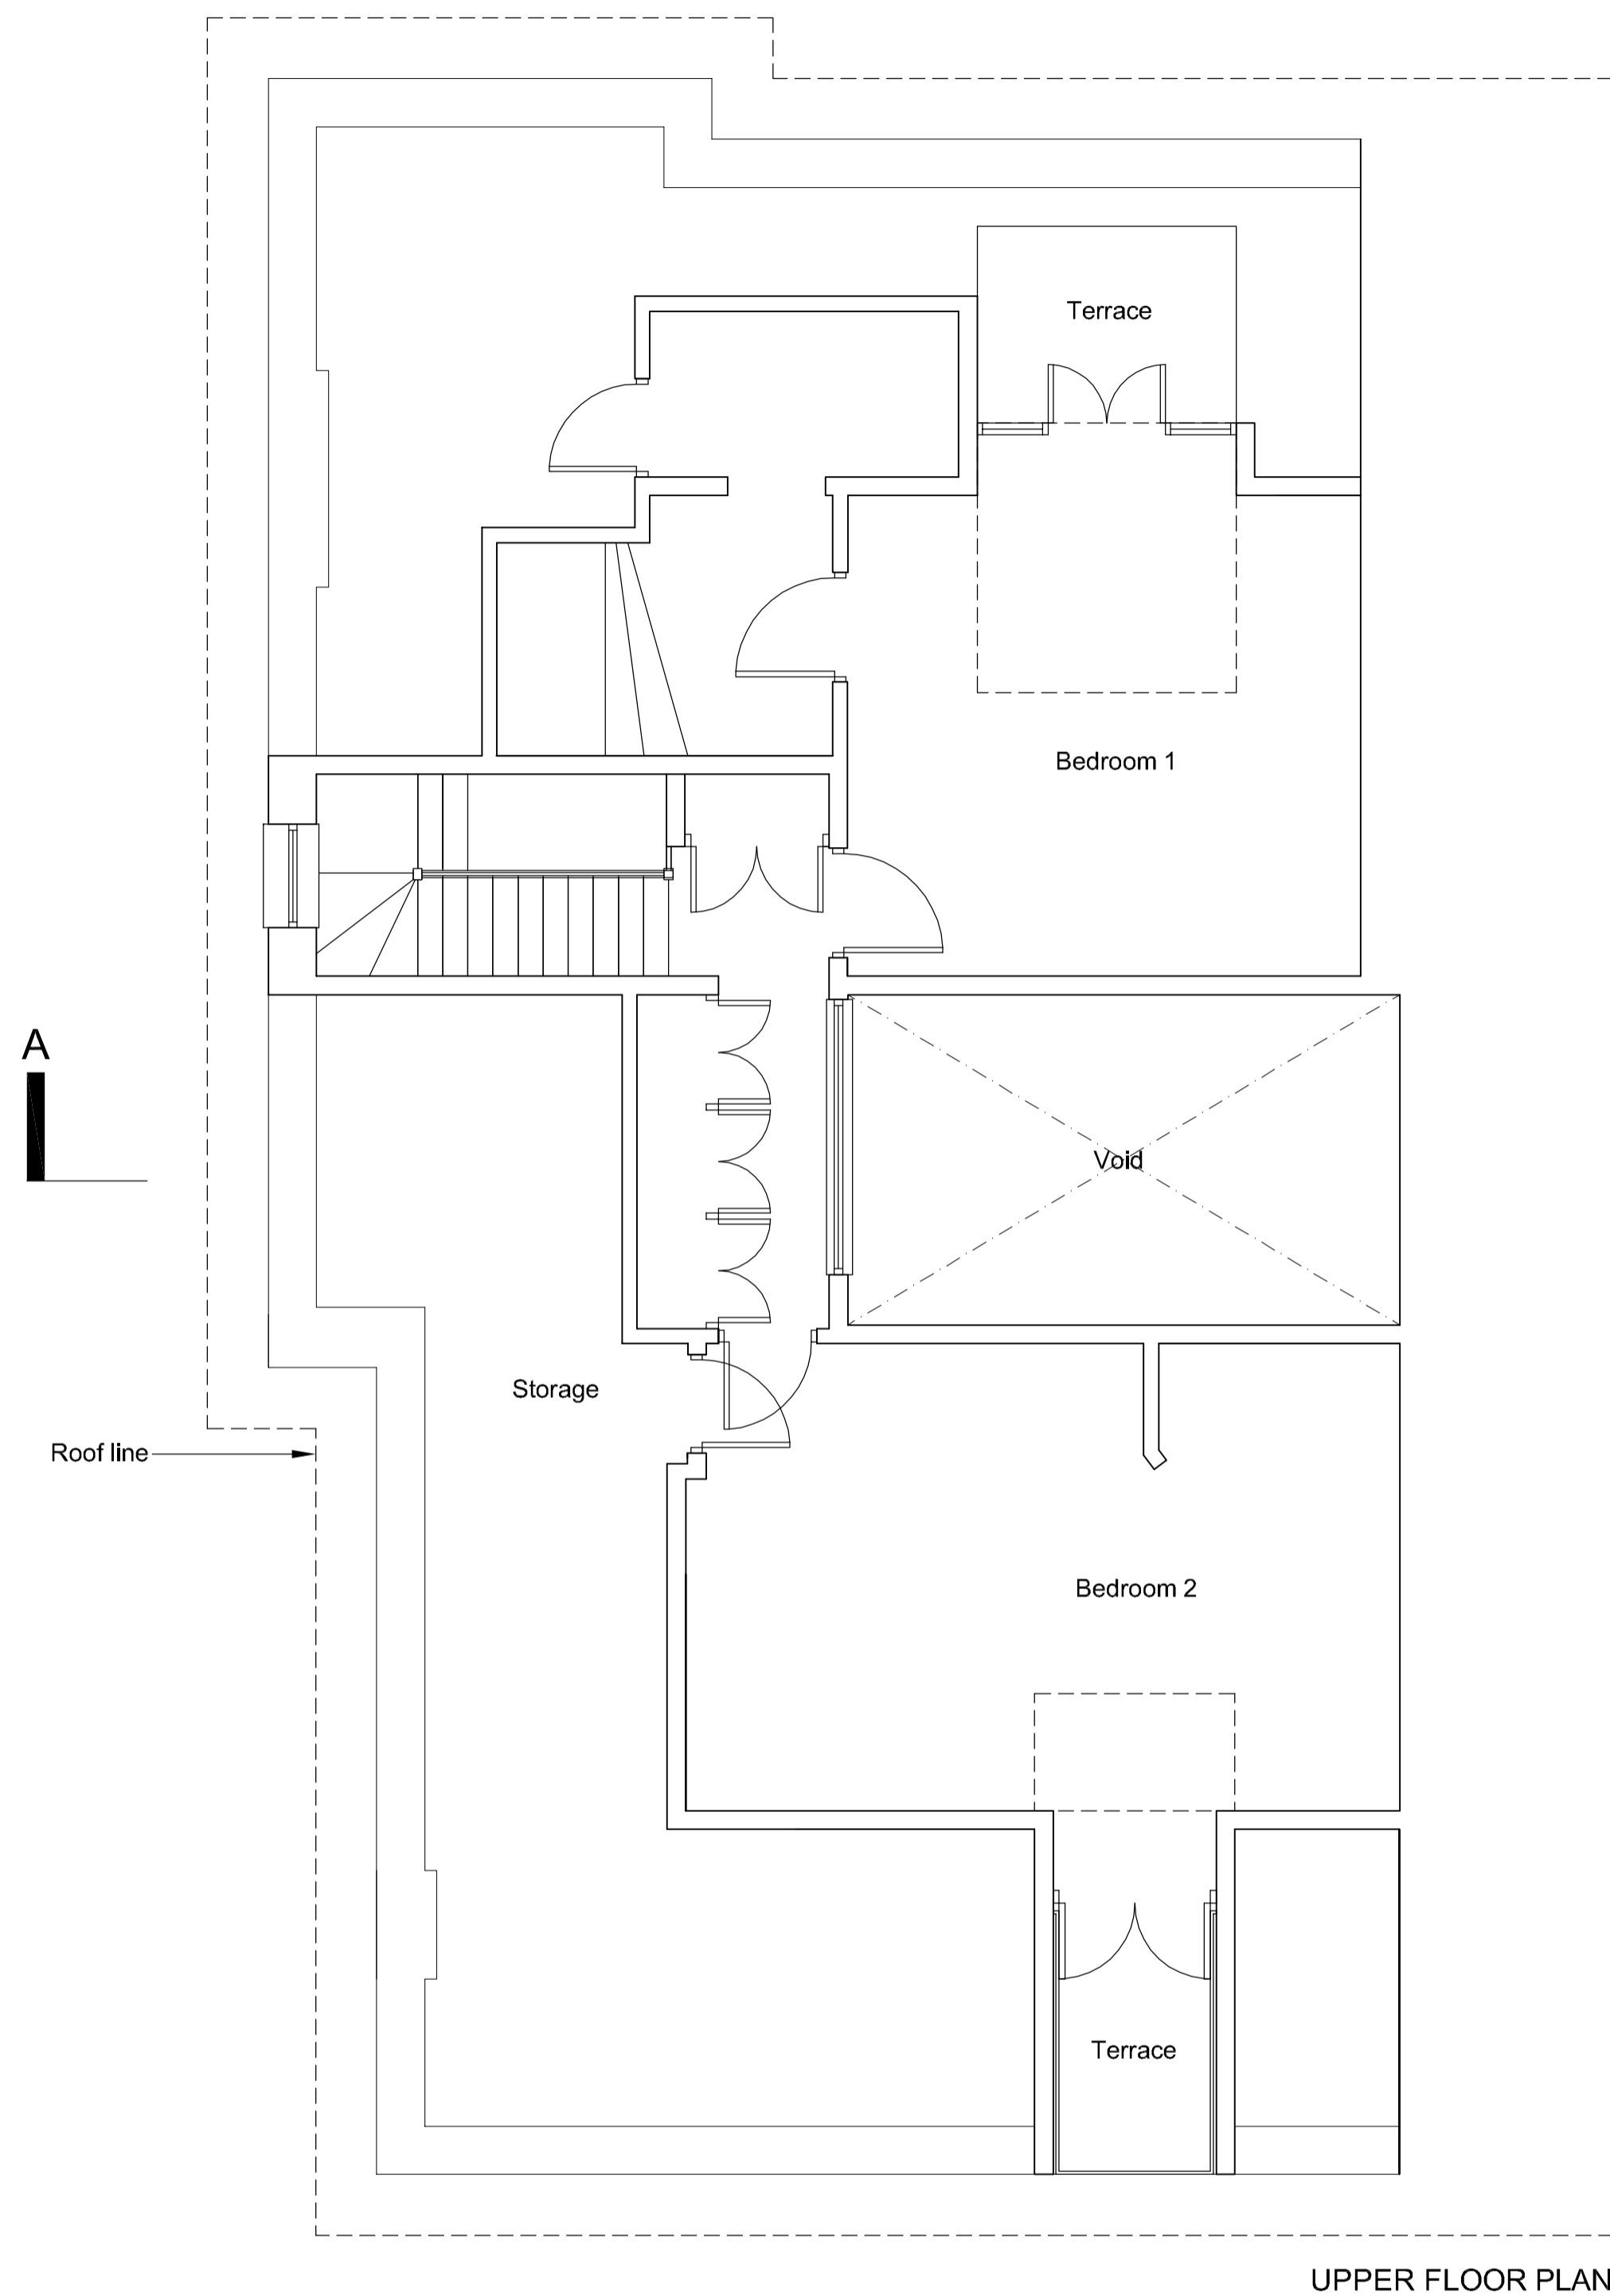 Terrace
Bedroom 1
A
Void
Storage
Roof line
Bedroom 2
Terrace
UPPER FLOOR PLAN